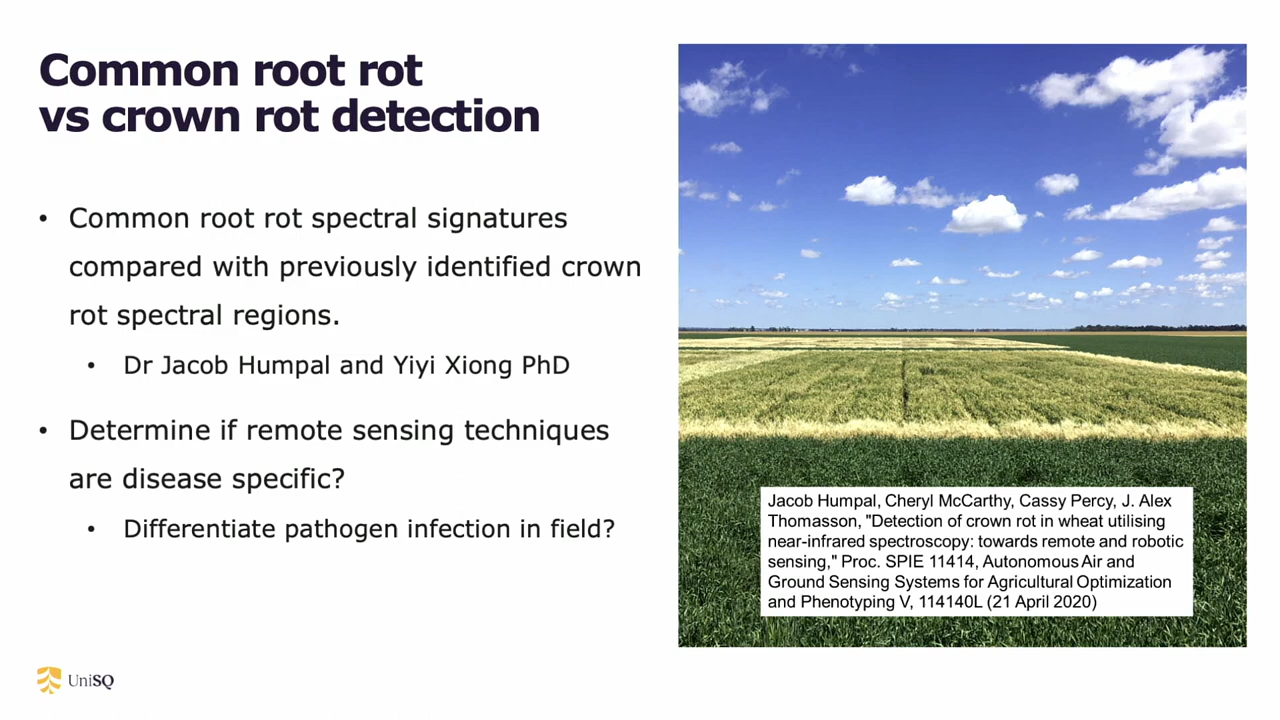 Common root rot
vs crown rot detection
• Common root rot spectral signatures
compared with previously identified crown
rot spectral regions.
• Dr Jacob Humpal and Yiyi Xiong PhD
• Determine if remote sensing techniques
are disease specific?
• Differentiate pathogen infection in field?
Jacob Humpal, Cheryl McCarthy, Cassy Percy, J. Alex
Thomasson, "Detection of crown rot in wheat utilising
near-infrared spectroscopy: towards remote and robotic
sensing," Proc. SPIE 11414, Autonomous Air and
Ground Sensing Systems for Agricultural Optimization
and Phenotyping V, 114140L (21 April 2020)
UniSQ